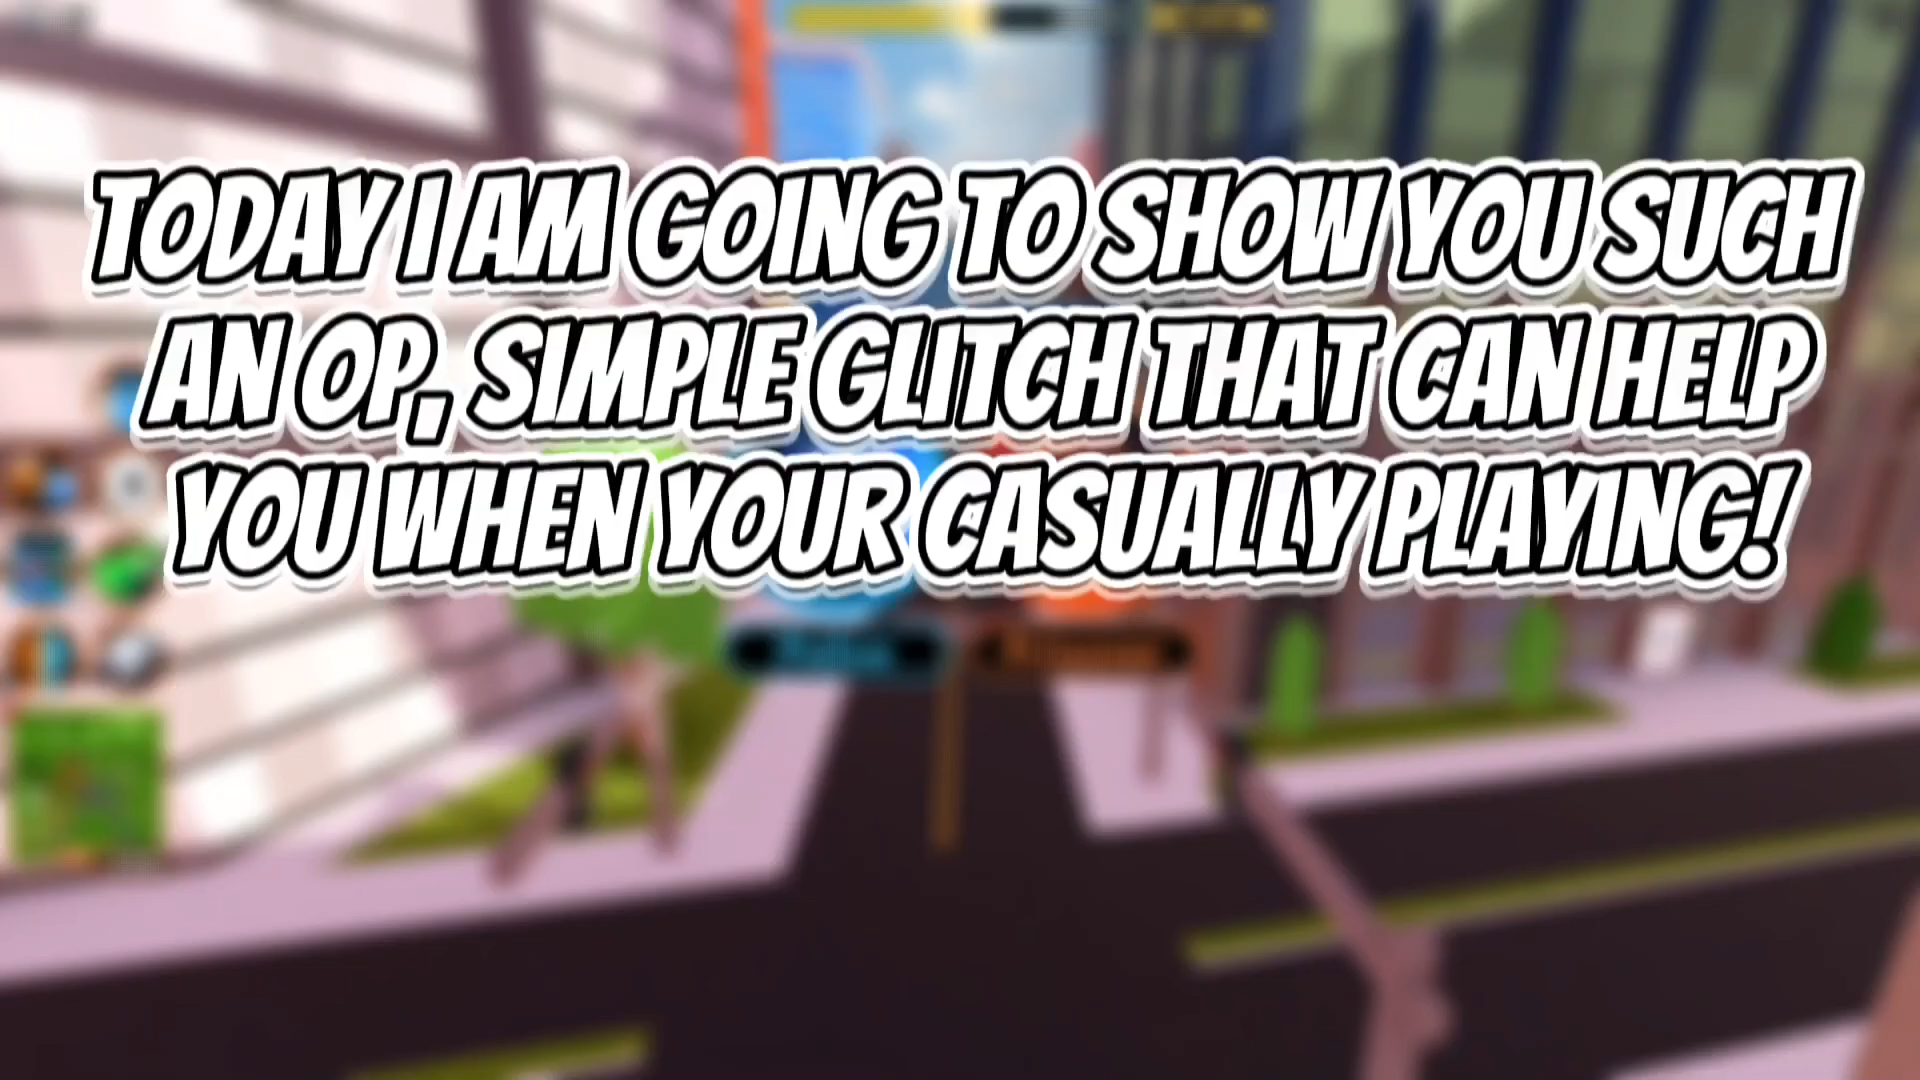 TODAY I AM GOING TO SHOW YOU SUCH
AN OP, SIMPLE GLITCH THAT CAN HELP
YOU WHEN YOUR CASUALLY PLAYING!